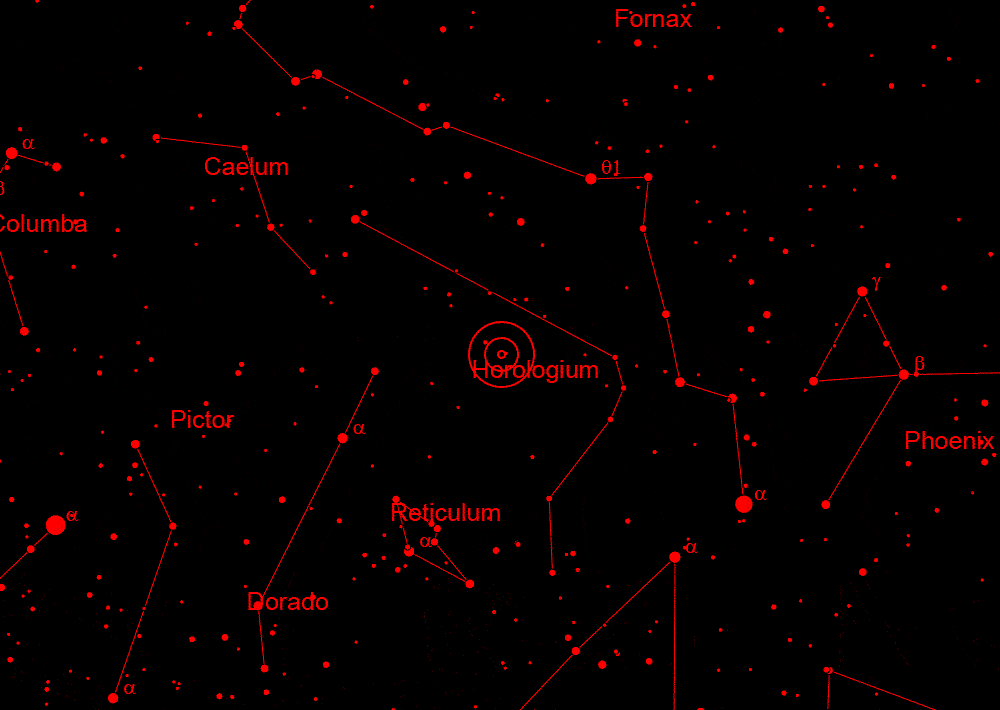 Fornax
α
Caelum
θ1
β
Columba
γ
β
Horologium
Pictor
α
Phoenix
α
α
Reticulum
α
α
Dorado
α